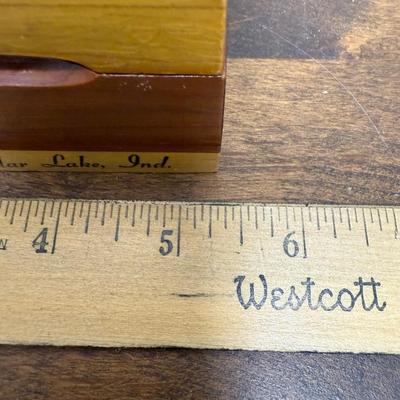 Lake, Ind.
4 5 6
Westcott